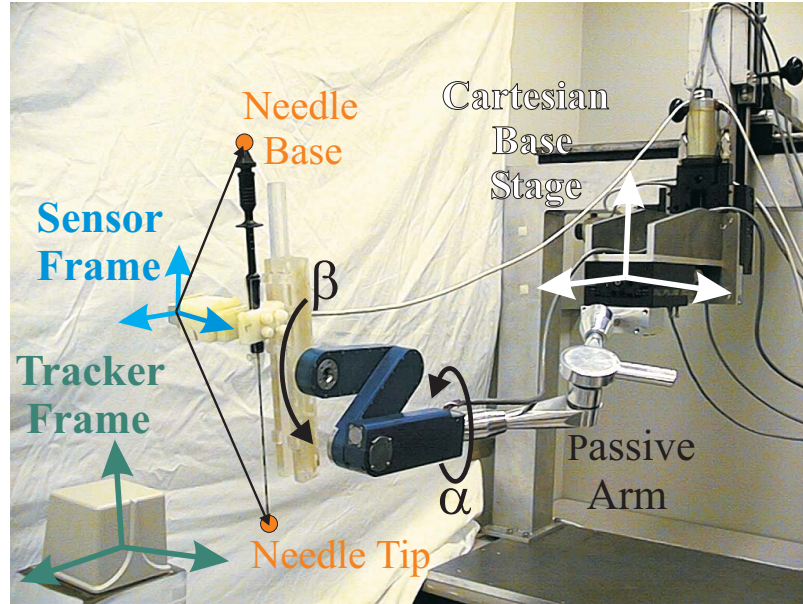 Needle
Base
Cartesian
Base
Stage
Sensor
Frame
β
Tracker
Frame
Passive
Arm
α
Needle Tip